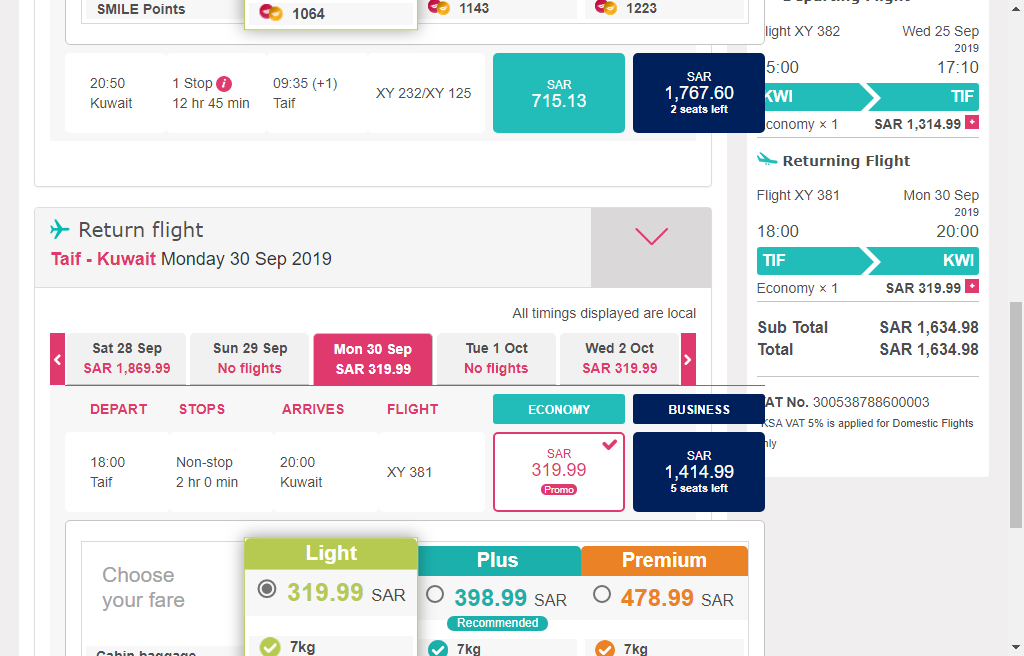 SMILE Points
1064
1143
1223
20:50
Kuwait
1 Stop
12 hr 45 min
09:35 (+1)
Taif
XY 232/XY 125
SAR
715.13
SAR
1,767.60
2 seats left
Return flight
Taif - Kuwait Monday 30 Sep 2019
All timings displayed are local
Sat 28 Sep
SAR 1,869.99
Sun 29 Sep
No flights
Mon 30 Sep
SAR 319.99
Tue 1 Oct
No flights
Wed 2 Oct
SAR 319.99
DEPART STOPS ARRIVES FLIGHT ECONOMY BUSINESS
18:00
Taif
Non-stop
2 hr 0 min
20:00
Kuwait
XY 381
SAR
319.99
Promo
SAR
1,414.99
5 seats left
Choose
your fare
Light
319.99 SAR
Plus
398.99 SAR
Recommended
Premium
478.99 SAR
Cabin baggage
7kg
7kg
7kg
light XY 382 Wed 25 Sep
2019
5:00 17:10
KWI TIF
conomy × 1 SAR 1,314.99 +
Returning Flight
Flight XY 381 Mon 30 Sep
2019
18:00 20:00
TIF KWI
Economy × 1 SAR 319.99 +
Sub Total SAR 1,634.98
Total SAR 1,634.98
AT No. 300538788600003
KSA VAT 5% is applied for Domestic Flights
nly